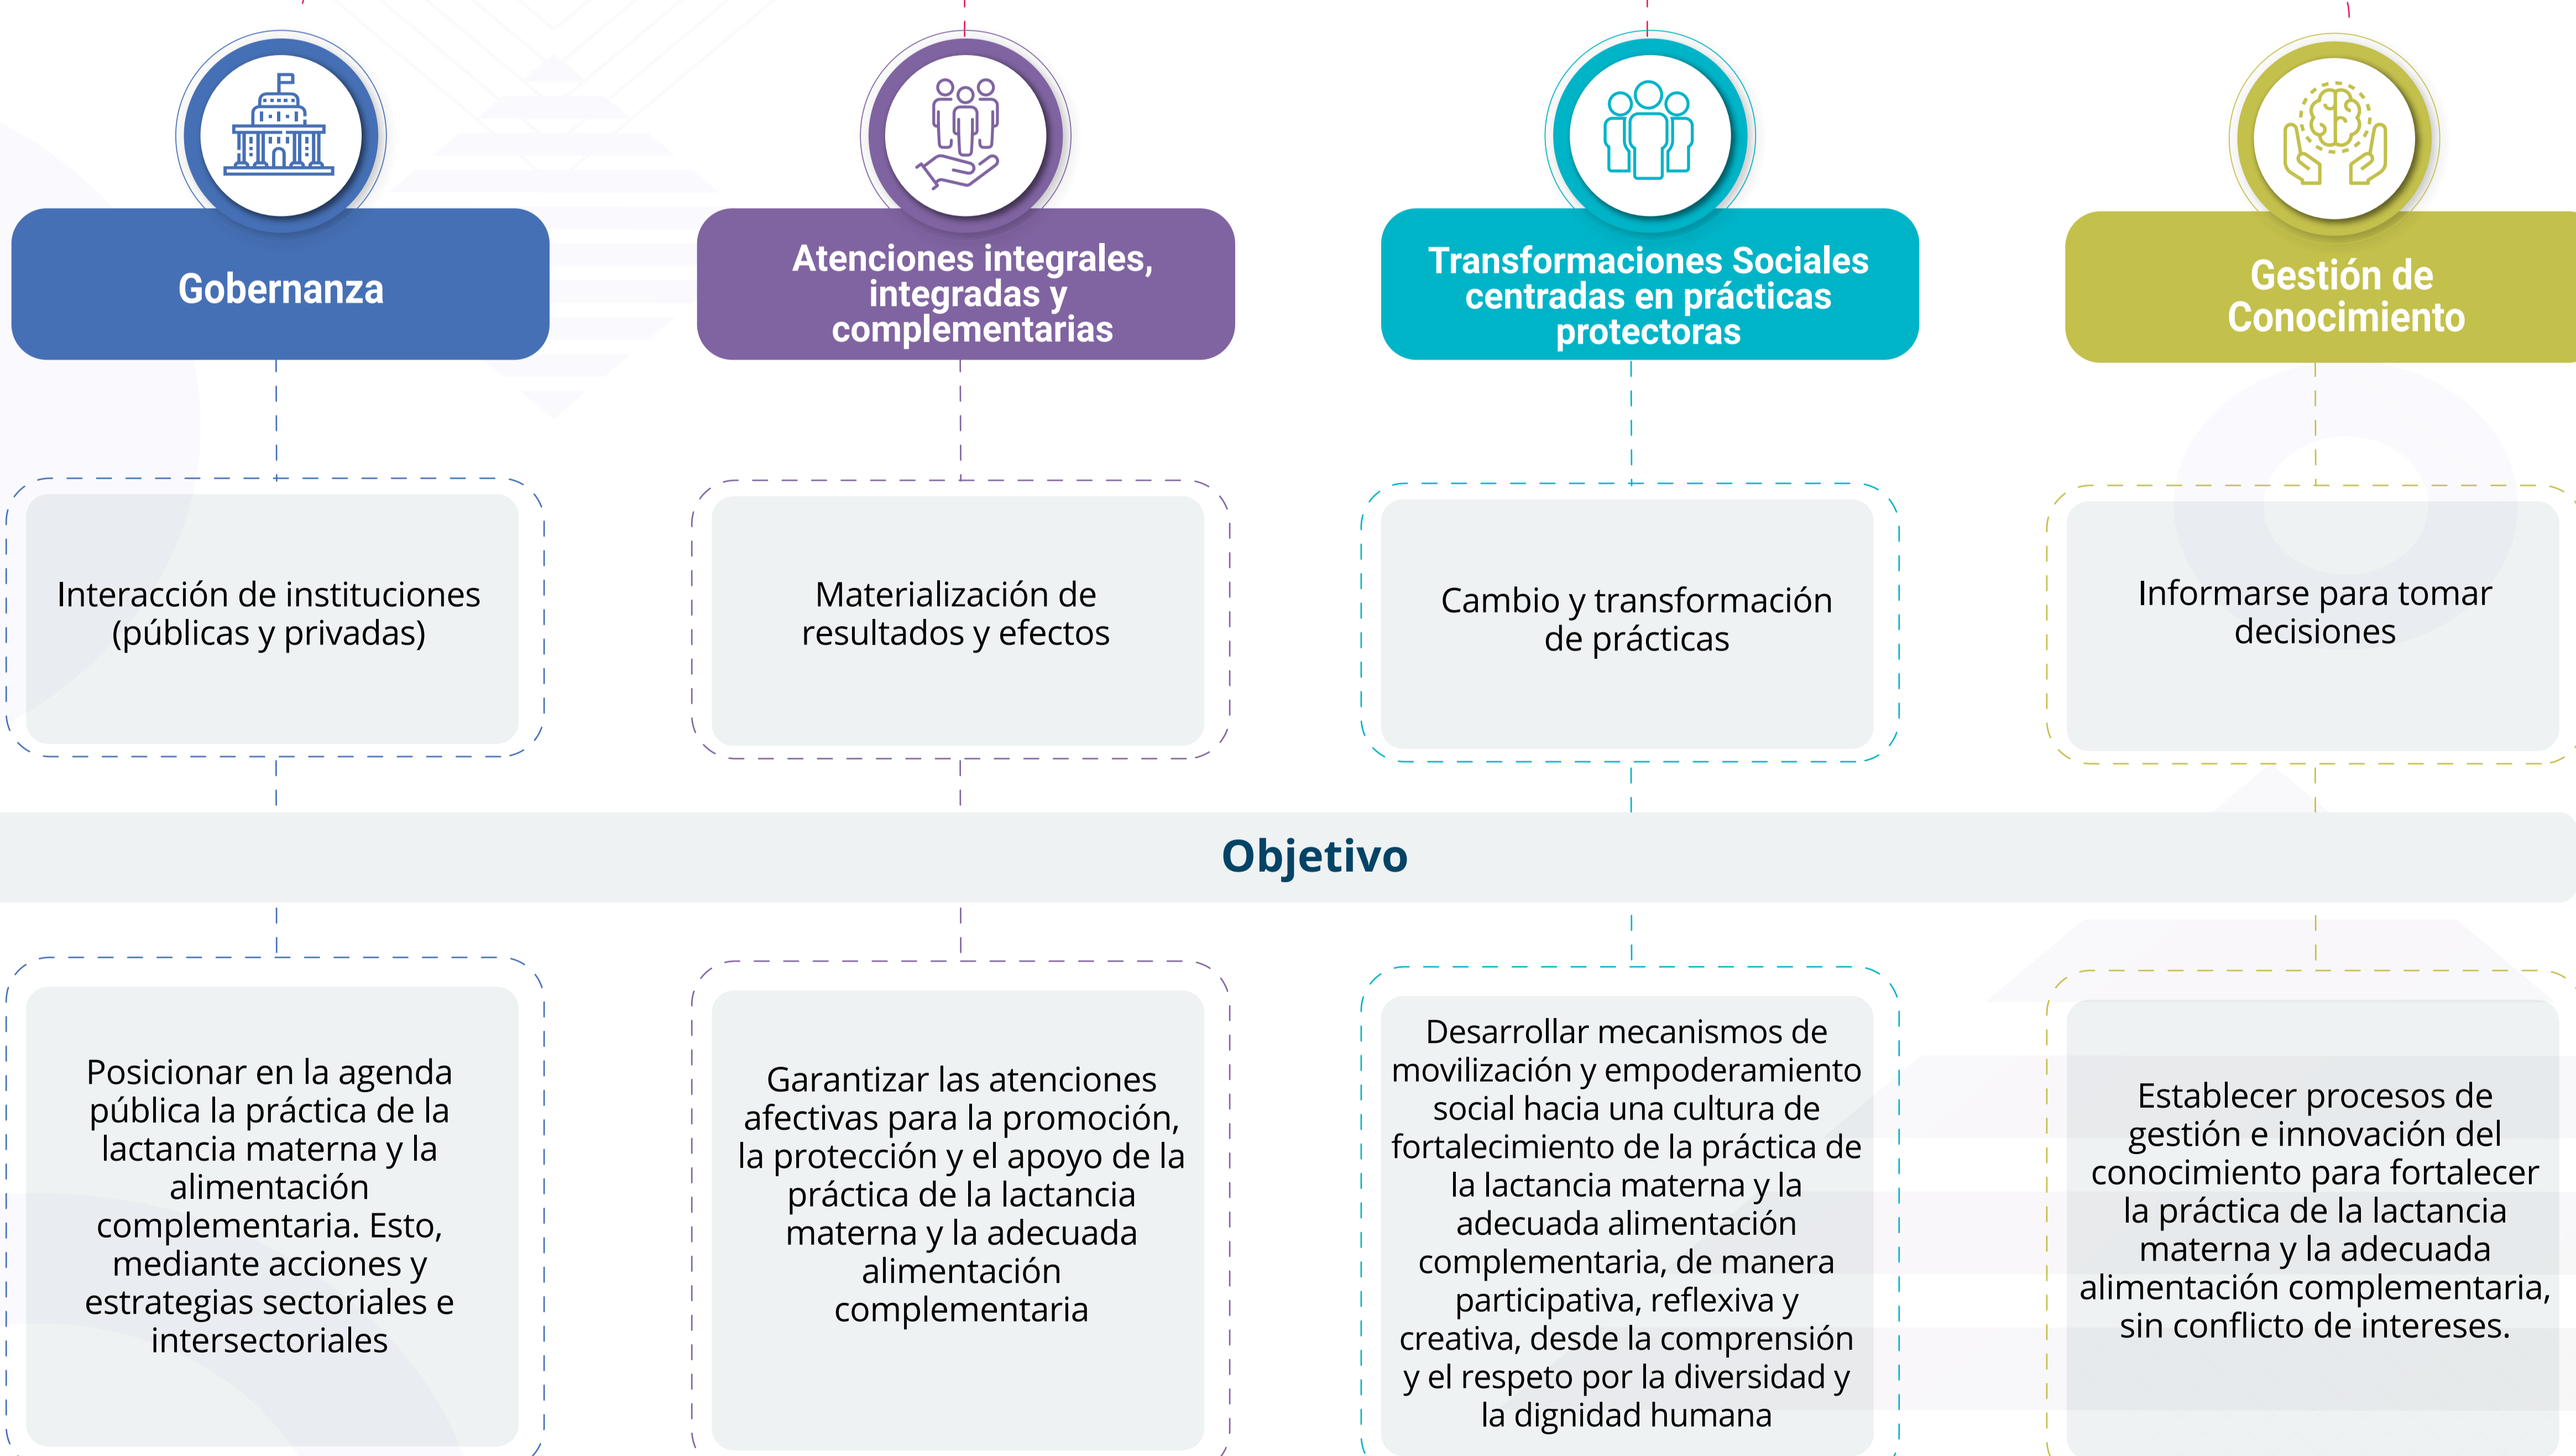 Gobernanza
Atenciones integrales,
integradas y
complementarias
Transformaciones Sociales
centradas en prácticas
protectoras
Gestión de
Conocimiento
Interacción de instituciones
(públicas y privadas)
Materialización de
resultados y efectos
Cambio y transformación
de prácticas
Informarse para tomar
decisiones
Objetivo
Posicionar en la agenda
pública la práctica de la
lactancia materna y la
alimentación
complementaria. Esto,
mediante acciones y
estrategias sectoriales e
intersectoriales
Garantizar las atenciones
afectivas para la promoción,
la protección y el apoyo de la
práctica de la lactancia
materna y la adecuada
alimentación
complementaria
Desarrollar mecanismos de
movilización y empoderamiento
social hacia una cultura de
fortalecimiento de la práctica de
la lactancia materna y la
adecuada alimentación
complementaria, de manera
participativa, reflexiva y
creativa, desde la comprensión
y el respeto por la diversidad y
la dignidad humana
Establecer procesos de
gestión e innovación del
conocimiento para fortalecer
la práctica de la lactancia
materna y la adecuada
alimentación complementaria,
sin conflicto de intereses.